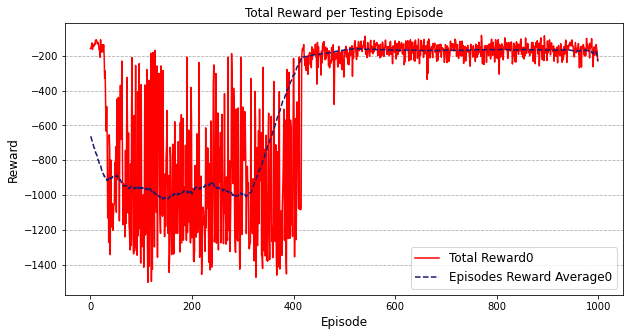 Total Reward per Testing Episode
Reward
−200
−400
−600
−800
−1000
−1200
−1400
0 200 400 600 800 1000
Episode
Total Reward0
Episodes Reward Average0